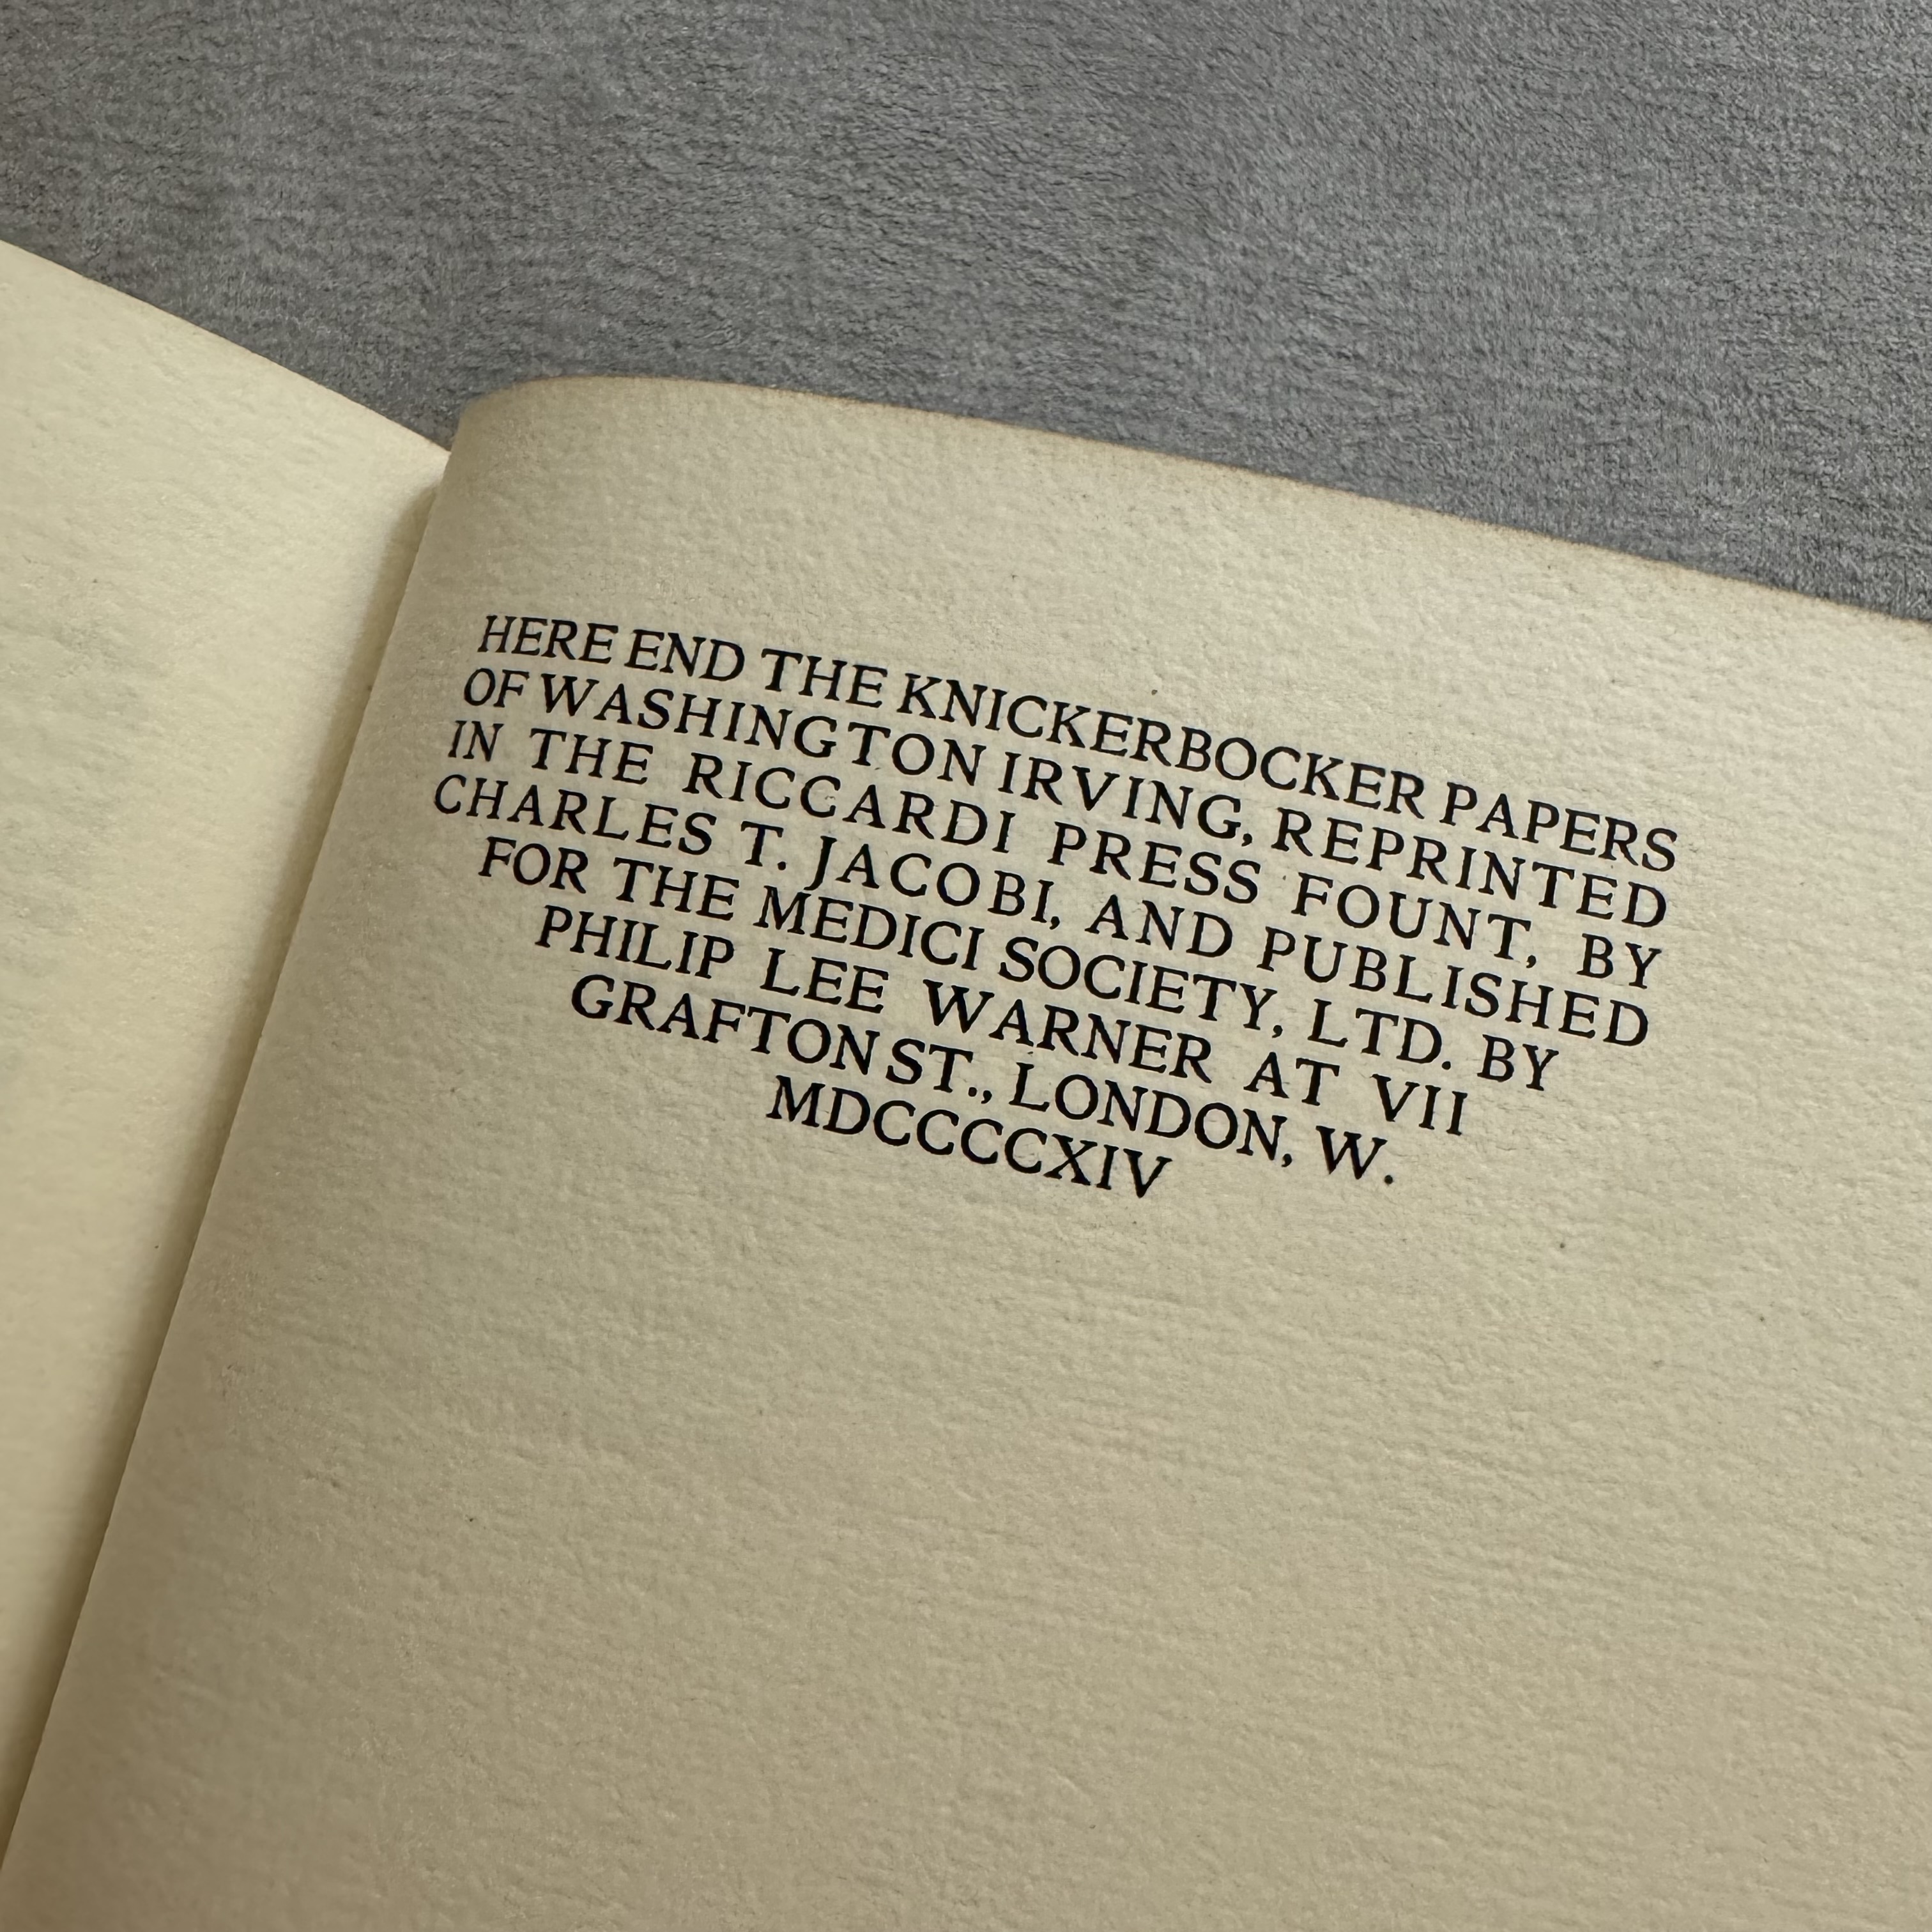 HERE END THE KNICKERBOCKER PAPERS
OF WASHINGTON IRVING, REPRINTED
IN THE RICCARDI PRESS FOUNT, BY
CHARLES T. JACOBI, AND PUBLISHED
FOR THE MEDICI SOCIETY, LTD. BY
PHILIP LEE WARNER AT VII
GRAFTON ST., LONDON, W.
MDCCCCXIV